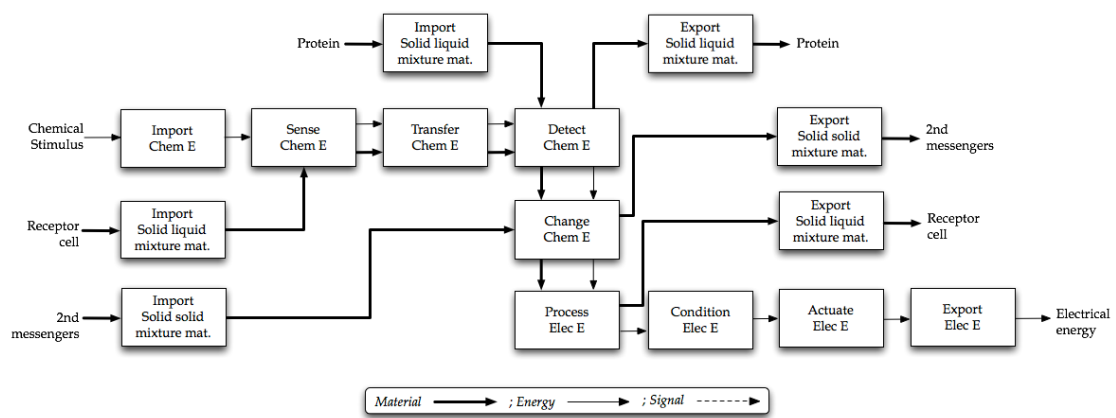 Protein
Import
Solid liquid
mixture mat.
Export
Solid liquid
mixture mat.
Protein
Chemical
Stimulus
Import
Chem E
Sense
Chem E
Transfer
Chem E
Detect
Chem E
Export
Solid solid
mixture mat.
2nd
messengers
Receptor
cell
Import
Solid liquid
mixture mat.
Change
Chem E
Export
Solid liquid
mixture mat.
Receptor
cell
2nd
messengers
Import
Solid solid
mixture mat.
Process
Elec E
Condition
Elec E
Actuate
Elec E
Export
Elec E
Electrical
energy
Material ; Energy ; Signal